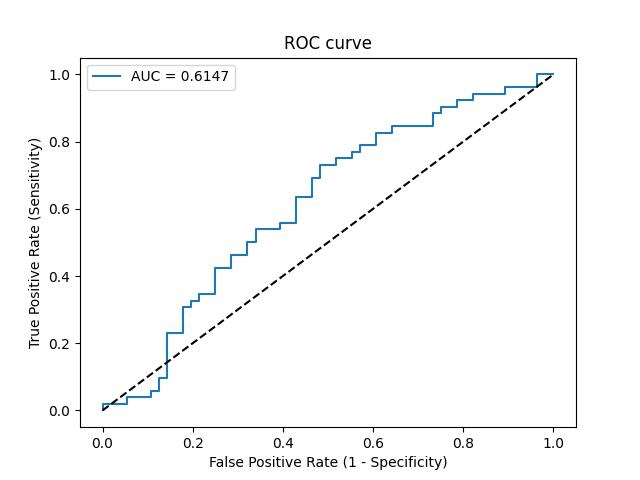 ROC curve
AUC = 0.6147
True Positive Rate (Sensitivity)
1.0
0.8
0.6
0.4
0.2
0.0
0.0 0.2 0.4 0.6 0.8 1.0
False Positive Rate (1 - Specificity)